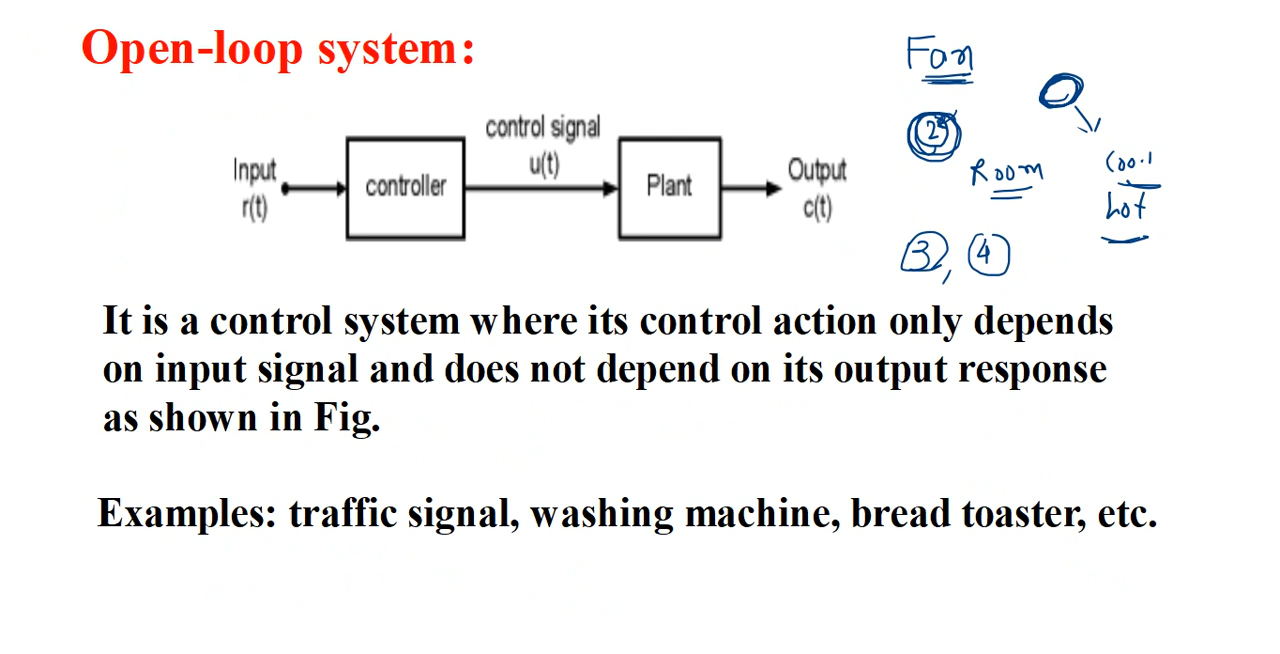 Open-loop system:
Fan
control signal
u(t)
Input
r(t)
controller
Plant
Output
c(t)
2
Room
Cool
hot
3, 4
It is a control system where its control action only depends
on input signal and does not depend on its output response
as shown in Fig.
Examples: traffic signal, washing machine, bread toaster, etc.